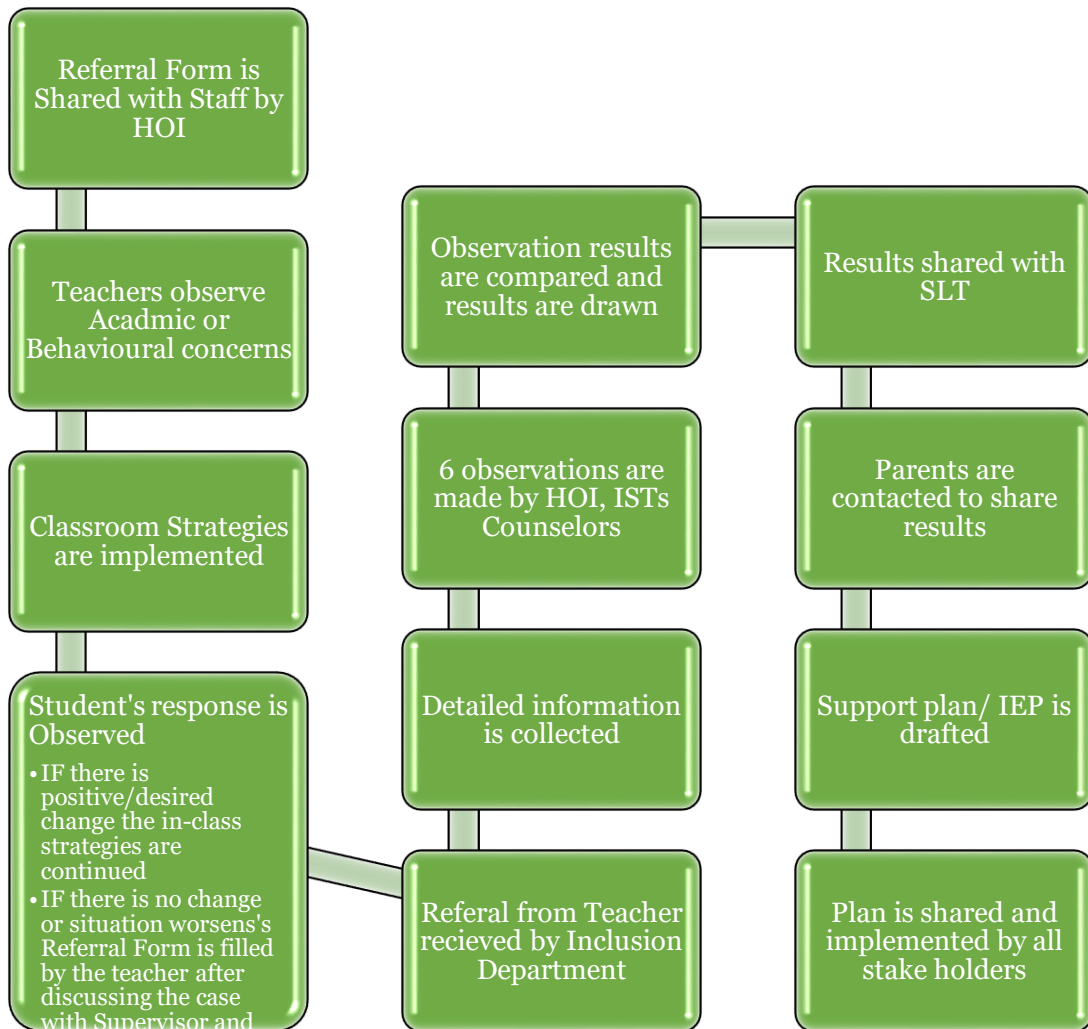 Referral Form is
Shared with Staff by
HOI
Teachers observe
Acadmic or
Behavioural concerns
Classroom Strategies
are implemented
Student's response is
Observed
• IF there is
positive/desired
change the in-class
strategies are
continued
• IF there is no change
or situation worsens's
Referral Form is filled
by the teacher after
discussing the case
with Supervisor and
Referal from Teacher
recieved by Inclusion
Department
Detailed information
is collected
6 observations are
made by HOI, ISTs
Counselors
Observation results
are compared and
results are drawn
Results shared with
SLT
Parents are
contacted to share
results
Support plan/ IEP is
drafted
Plan is shared and
implemented by all
stake holders